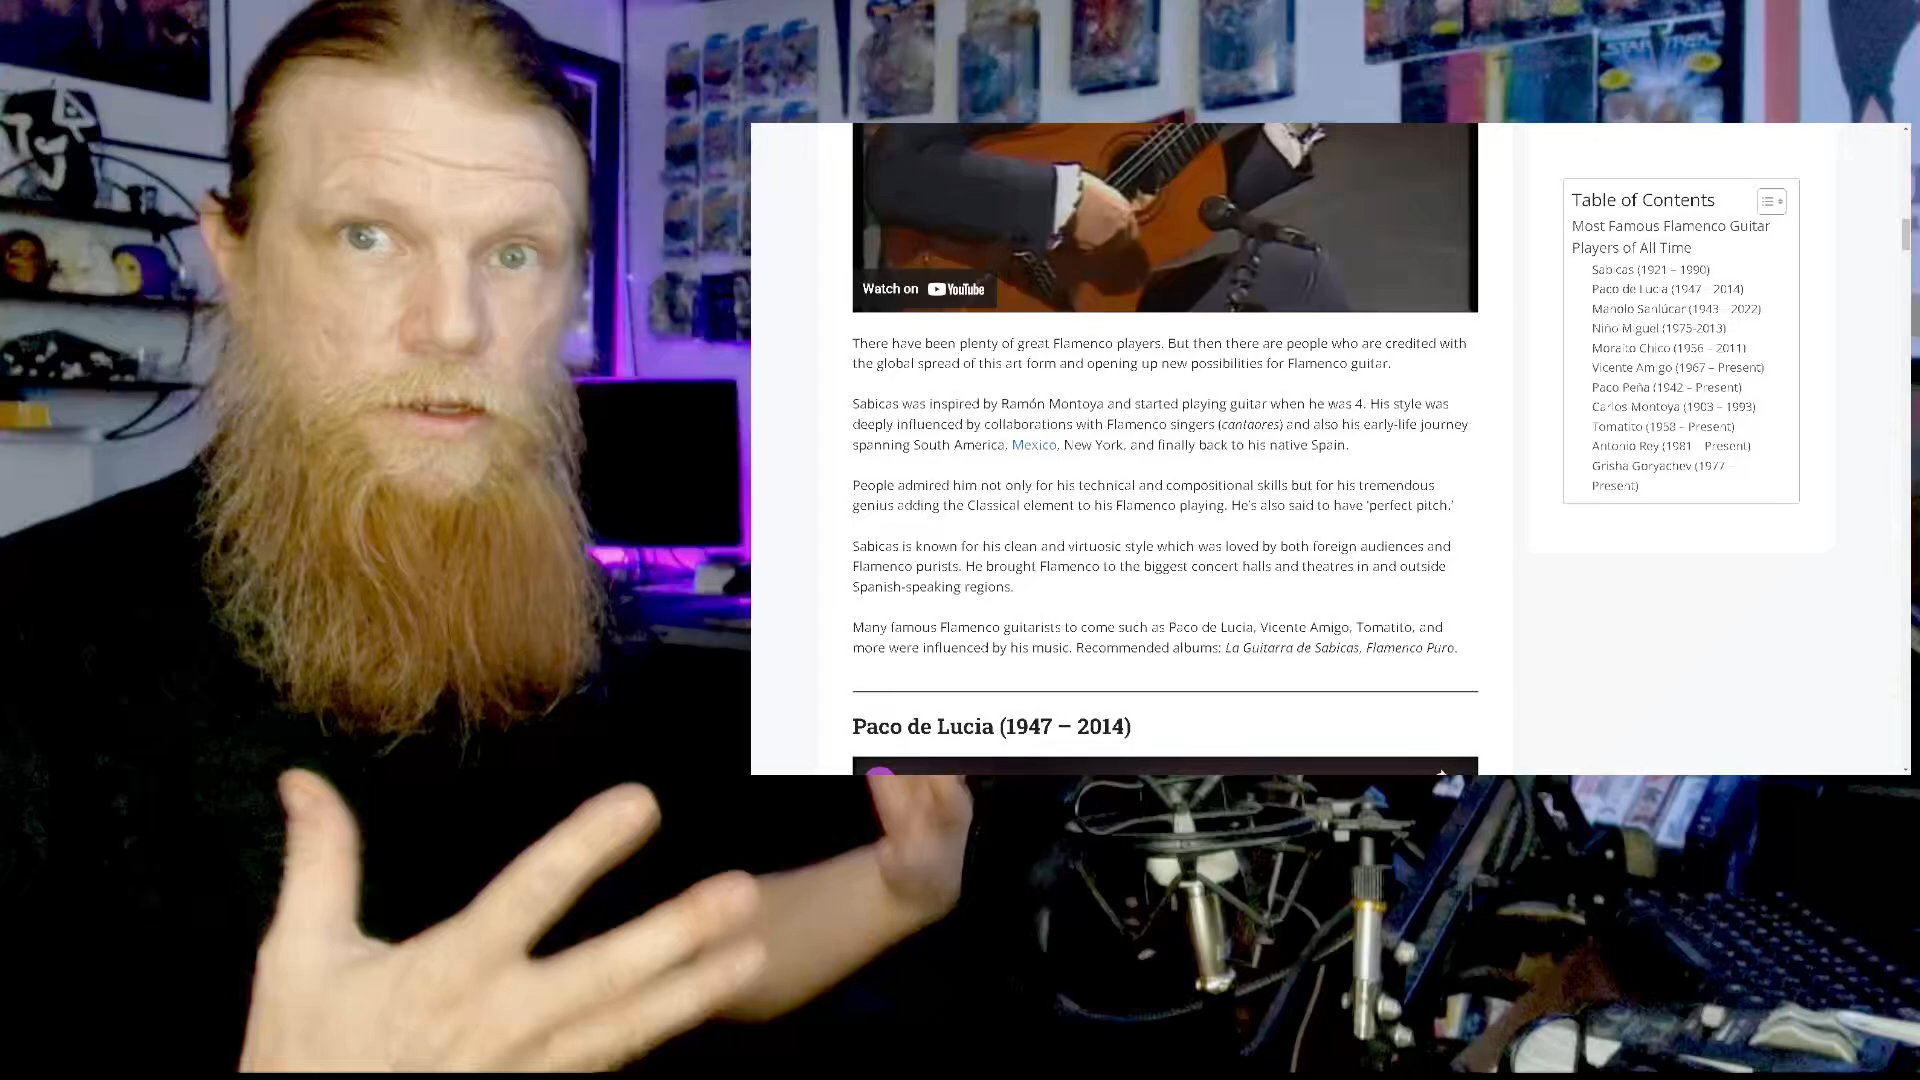 STAR TREK
Watch on YouTube
There have been plenty of great Flamenco players. But then there are people who are credited with
the global spread of this art form and opening up new possibilities for Flamenco guitar.
Sabicas was inspired by Ramón Montoya and started playing guitar when he was 4. His style was
deeply influenced by collaborations with Flamenco singers (cantaores) and also his early-life journey
spanning South America, Mexico, New York, and finally back to his native Spain.
People admired him not only for his technical and compositional skills but for his tremendous
genius adding the Classical element to his Flamenco playing. He's also said to have 'perfect pitch.'
Sabicas is known for his clean and virtuosic style which was loved by both foreign audiences and
Flamenco purists. He brought Flamenco to the biggest concert halls and theatres in and outside
Spanish-speaking regions.
Many famous Flamenco guitarists to come such as Paco de Lucia, Vicente Amigo, Tomatito, and
more were influenced by his music. Recommended albums: La Guitarra de Sabicas, Flamenco Puro.
Paco de Lucia (1947 – 2014)
Table of Contents
Most Famous Flamenco Guitar
Players of All Time
Sabicas (1921 – 1990)
Paco de Lucia (1947 – 2014)
Manolo Sanlúcar (1943 – 2022)
Niño Miguel (1975-2013)
Moraíto Chico (1956 – 2011)
Vicente Amigo (1967 – Present)
Paco Peña (1942 – Present)
Carlos Montoya (1903 – 1993)
Tomatito (1958 – Present)
Antonio Rey (1981 – Present)
Grisha Goryachev (1977 –
Present)